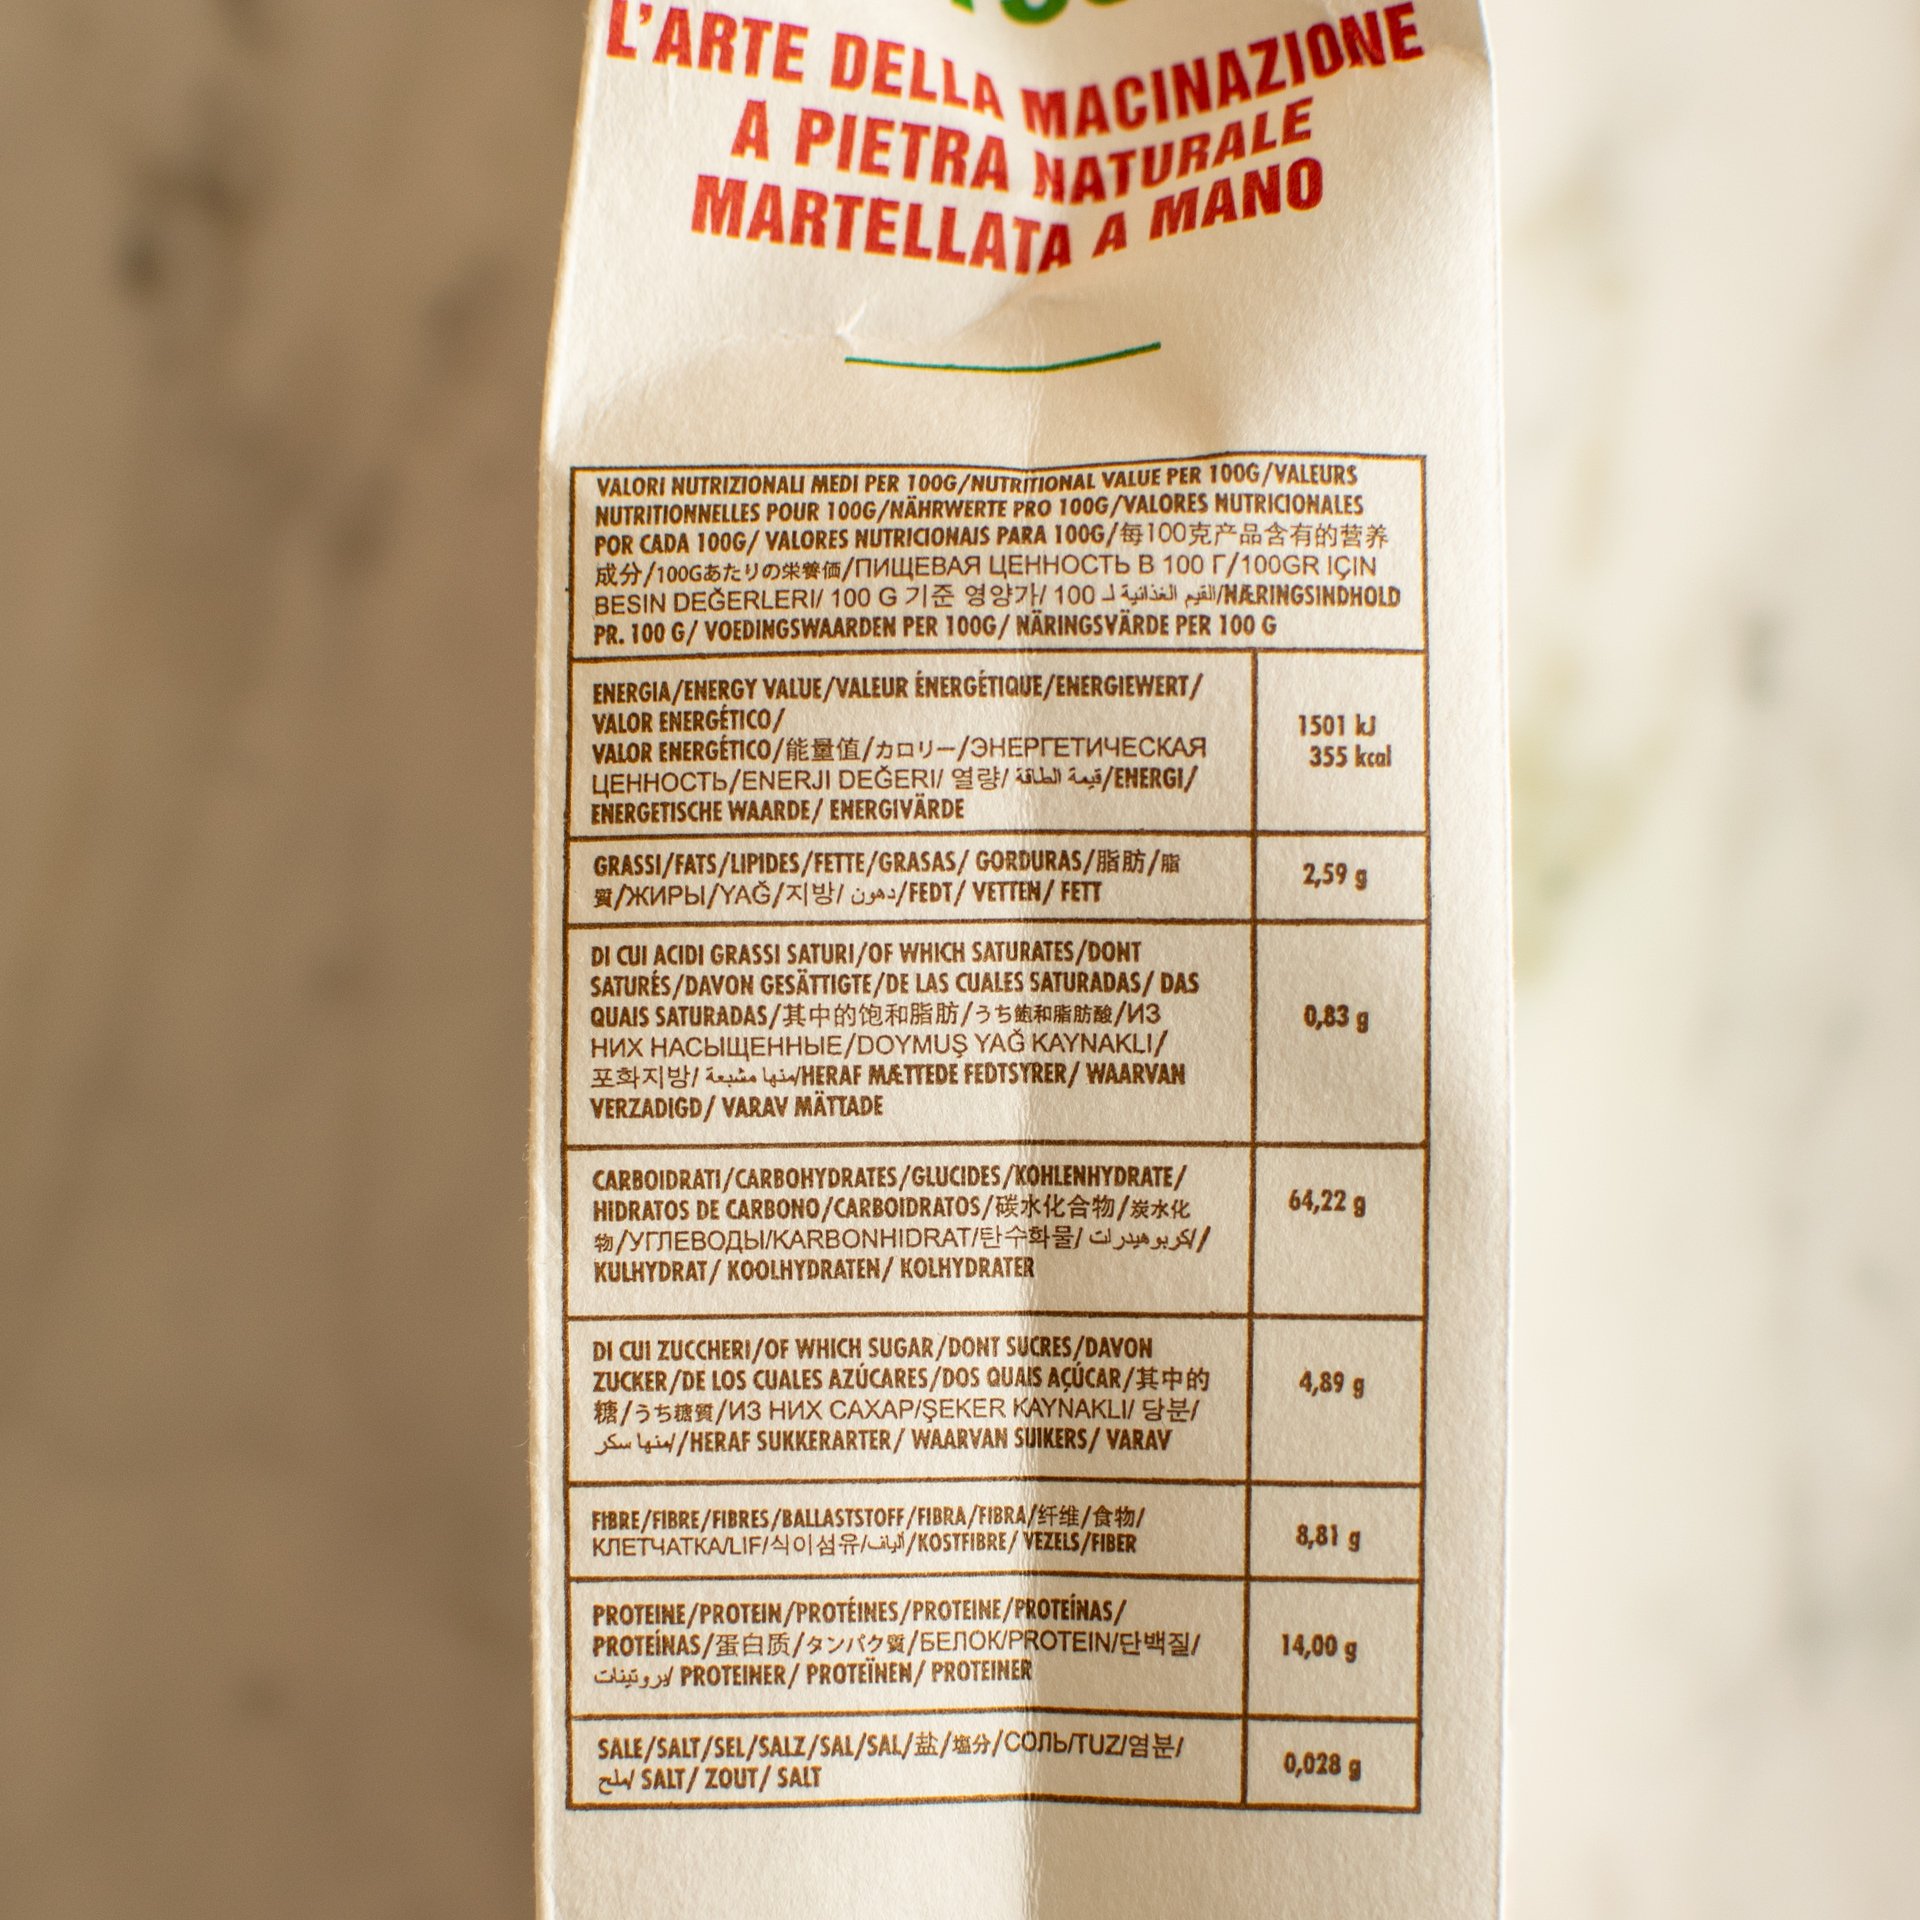 L'ARTE DELLA MACINAZIONE
A PIETRA NATURALE
MARTELLATA A MANO
VALORI NUTRIZIONALI MEDI PER 100G/NUTRITIONAL VALUE PER 100G/VALEURS
NUTRITIONNELLES POUR 100G/NÄHRWERTE PRO 100G/VALORES NUTRICIONALES
POR CADA 100G/ VALORES NUTRICIONAIS PARA 100G/每100克产品含有的营养
成分/100Gあたりの栄養価/ПИЩЕВАЯ ЦЕННОСТЬ В 100 Г/100GR IÇIN
BESIN DEĞERLERI/ 100 G 기준 영양가/ 100 القيم الغذائية لـ/NÆRINGSINDHOLD
PR. 100 G/ VOEDINGSWAARDEN PER 100G/ NÄRINGSVÄRDE PER 100 G
ENERGIA/ENERGY VALUE/VALEUR ÉNERGÉTIQUE/ENERGIEWERT/
VALOR ENERGÉTICO/
VALOR ENERGÉTICO/能量值/カロリー/ЭНЕРГЕТИЧЕСКАЯ
ЦЕННОСТЬ/ENERJI DEĞERI/ 열량/ قيمة الطاقة/ENERGI/
ENERGETISCHE WAARDE/ ENERGIVÄRDE
1501 kJ
355 kcal
GRASSI/FATS/LIPIDES/FETTE/GRASAS/ GORDURAS/脂肪/脂
質/ЖИРЫ/YAĞ/지방/ دهون/FEDT/ VETTEN/ FETT
2,59 g
DI CUI ACIDI GRASSI SATURI/OF WHICH SATURATES/DONT
SATURÉS/DAVON GESÄTTIGTE/DE LAS CUALES SATURADAS/ DAS
QUAIS SATURADAS/其中的饱和脂肪/うち飽和脂肪酸/ИЗ
НИХ НАСЫЩЕННЫЕ/DOYMUŞ YAĞ KAYNAKLI/
포화지방/ منها مشبعة/HERAF MÆTTEDE FEDTSYRER/ WAARVAN
VERZADIGD/ VARAV MÄTTADE
0,83 g
CARBOIDRATI/CARBOHYDRATES/GLUCIDES/KOHLENHYDRATE/
HIDRATOS DE CARBONO/CARBOIDRATOS/碳水化合物/炭水化
物/УГЛЕВОДЫ/KARBONHIDRAT/탄수화물/ كربوهيدرات//
KULHYDRAT/ KOOLHYDRATEN/ KOLHYDRATER
64,22 g
DI CUI ZUCCHERI/OF WHICH SUGAR/DONT SUCRES/DAVON
ZUCKER/DE LOS CUALES AZÚCARES/DOS QUAIS AÇÚCAR/其中的
糖/うち糖質/ИЗ НИХ САХАР/ŞEKER KAYNAKLI/ 당분/
منها سكر//HERAF SUKKERARTER/ WAARVAN SUIKERS/ VARAV
4,89 g
FIBRE/FIBRE/FIBRES/BALLASTSTOFF/FIBRA/FIBRA/纤维/食物/
КЛЕТЧАТКА/LIF/식이섬유/ألياف/KOSTFIBRE/ VEZELS/FIBER
8,81 g
PROTEINE/PROTEIN/PROTÉINES/PROTEINE/PROTEÍNAS/
PROTEÍNAS/蛋白质/タンパク質/БЕЛОК/PROTEIN/단백질/
بروتينات/ PROTEINER/ PROTEÏNEN/ PROTEINER
14,00 g
SALE/SALT/SEL/SALZ/SAL/SAL/盐/塩分/СОЛЬ/TUZ/염분/
ملح/ SALT/ ZOUT/ SALT
0,028 g